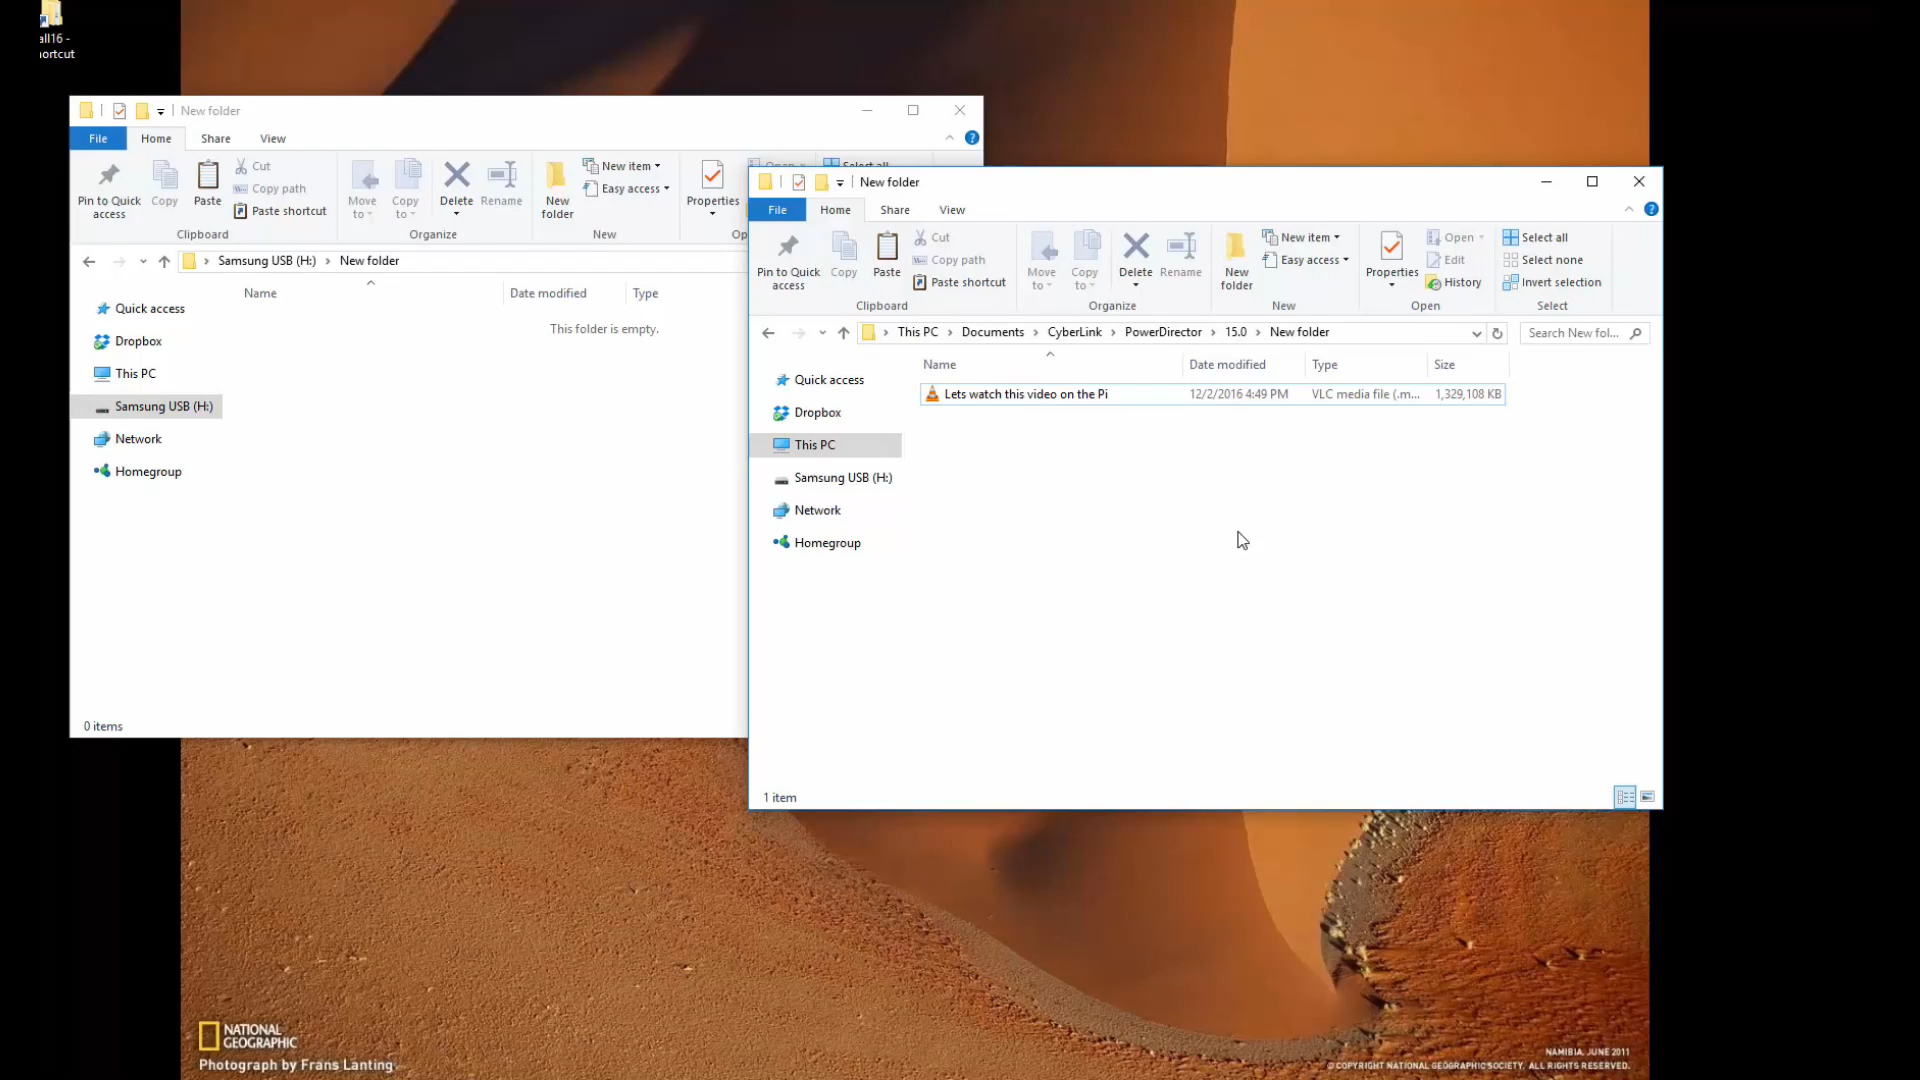 all16 -
ortcut
New folder
File Home Share View
Pin to Quick access
Copy
Paste
Cut
Copy path
Paste shortcut
Clipboard
Move to
Copy to
Delete
Rename
Organize
New folder
New item
Easy access
New
Properties
Select all
Samsung USB (H:) > New folder
Name Date modified Type
This folder is empty.
Quick access
Dropbox
This PC
Samsung USB (H:)
Network
Homegroup
0 items
New folder
File Home Share View
Pin to Quick access
Copy
Paste
Cut
Copy path
Paste shortcut
Clipboard
Move to
Copy to
Delete
Rename
Organize
New folder
New item
Easy access
New
Properties
Open
Edit
History
Open
Select all
Select none
Invert selection
Select
This PC > Documents > CyberLink > PowerDirector > 15.0 > New folder
Search New fol...
Name Date modified Type Size
Lets watch this video on the Pi 12/2/2016 4:49 PM VLC media file (.m... 1,329,108 KB
Quick access
Dropbox
This PC
Samsung USB (H:)
Network
Homegroup
1 item
NATIONAL
GEOGRAPHIC
Photograph by Frans Lanting
NAMIBIA, JUNE 2011
© COPYRIGHT NATIONAL GEOGRAPHIC SOCIETY. ALL RIGHTS RESERVED.